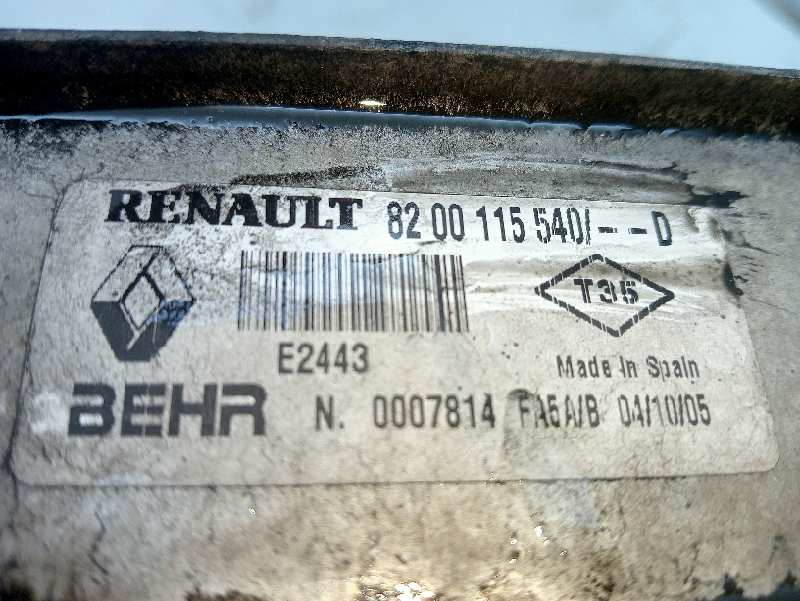 RENAULT 82 00 115 540/--D
T35
E2443
Made In Spain
BEHR N. 0007814 FA5A/B 04/10/05